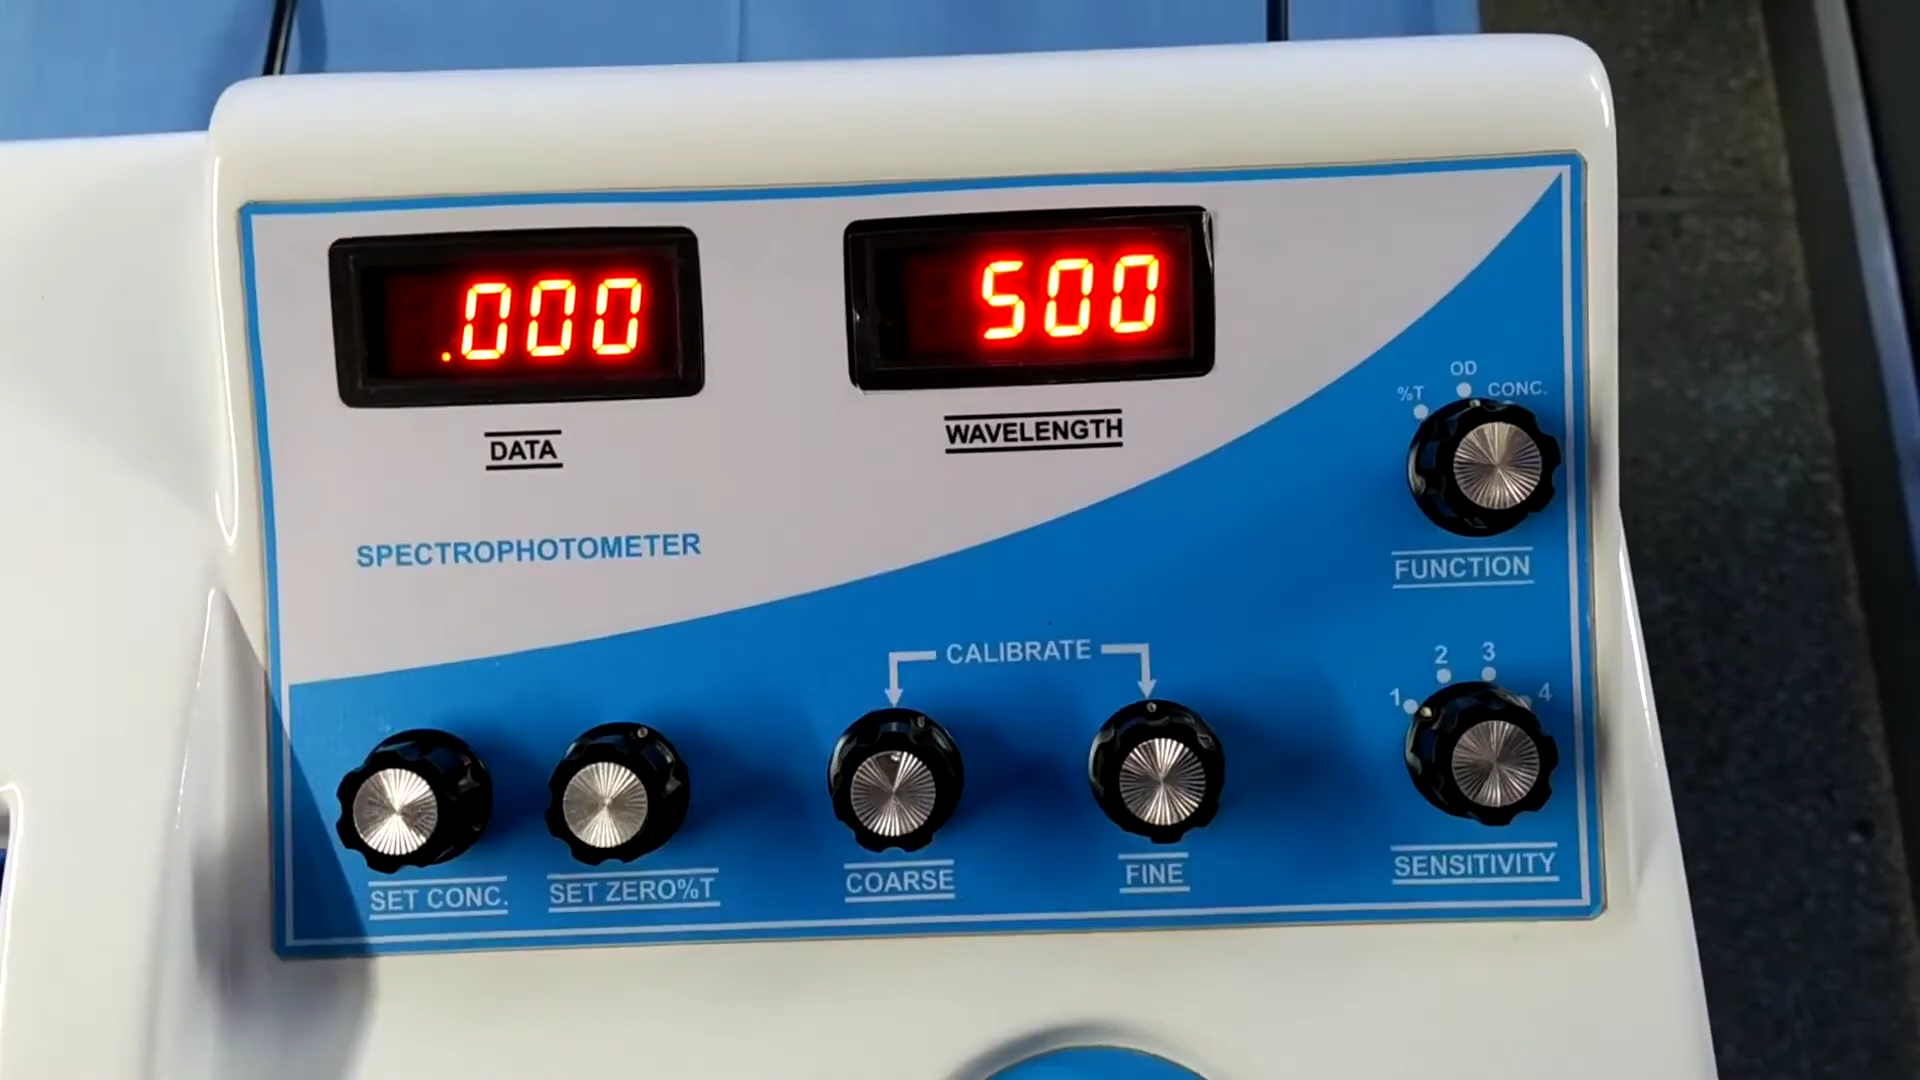 .000
500
DATA
WAVELENGTH
%T
OD
CONC.
SPECTROPHOTOMETER
FUNCTION
CALIBRATE
1
2
3
4
SET CONC.
SET ZERO%T
COARSE
FINE
SENSITIVITY